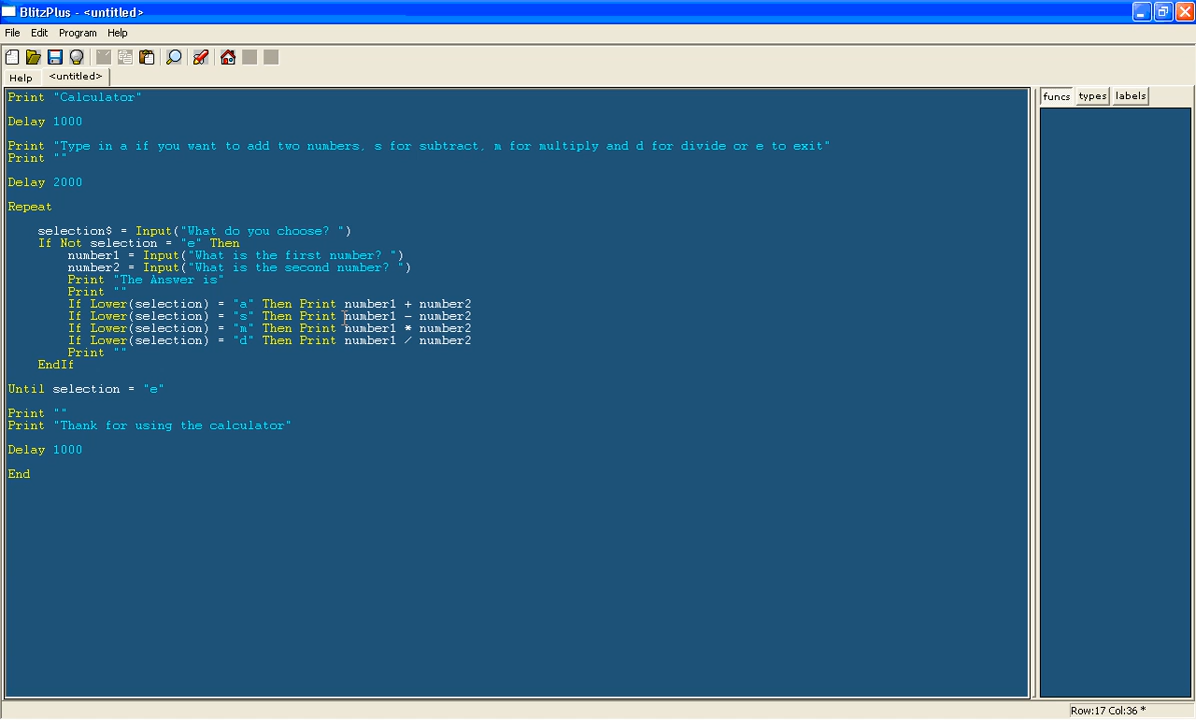 BlitzPlus - <untitled>
File Edit Program Help
Help <untitled>
funcs types labels
Print "Calculator"
Delay 1000
Print "Type in a if you want to add two numbers, s for subtract, m for multiply and d for divide or e to exit"
Print ""
Delay 2000
Repeat
selection$ = Input("What do you choose? ")
If Not selection = "e" Then
number1 = Input("What is the first number? ")
number2 = Input("What is the second number? ")
Print "The Answer is"
Print ""
If Lower(selection) = "a" Then Print number1 + number2
If Lower(selection) = "s" Then Print number1 - number2
If Lower(selection) = "m" Then Print number1 * number2
If Lower(selection) = "d" Then Print number1 / number2
Print ""
EndIf
Until selection = "e"
Print ""
Print "Thank for using the calculator"
Delay 1000
End
Row:17 Col:36 *